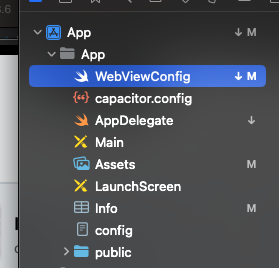 App M
App
WebViewConfig M
capacitor.config
AppDelegate
Main
Assets M
LaunchScreen
Info M
config
public